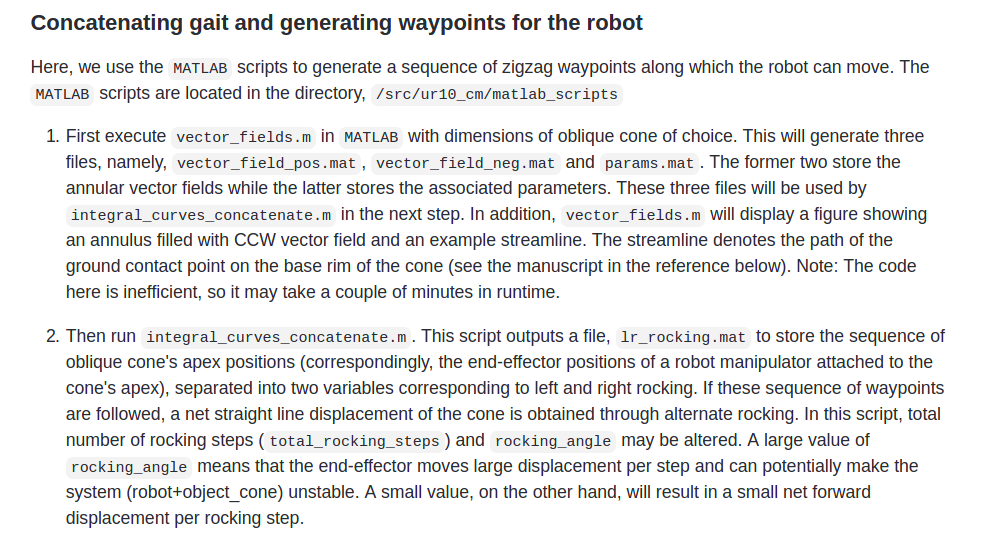 Concatenating gait and generating waypoints for the robot
Here, we use the MATLAB scripts to generate a sequence of zigzag waypoints along which the robot can move. The
MATLAB scripts are located in the directory, /src/ur10_cm/matlab_scripts
1. First execute vector_fields.m in MATLAB with dimensions of oblique cone of choice. This will generate three
files, namely, vector_field_pos.mat, vector_field_neg.mat and params.mat. The former two store the
annular vector fields while the latter stores the associated parameters. These three files will be used by
integral_curves_concatenate.m in the next step. In addition, vector_fields.m will display a figure showing
an annulus filled with CCW vector field and an example streamline. The streamline denotes the path of the
ground contact point on the base rim of the cone (see the manuscript in the reference below). Note: The code
here is inefficient, so it may take a couple of minutes in runtime.
2. Then run integral_curves_concatenate.m. This script outputs a file, lr_rocking.mat to store the sequence of
oblique cone's apex positions (correspondingly, the end-effector positions of a robot manipulator attached to the
cone's apex), separated into two variables corresponding to left and right rocking. If these sequence of waypoints
are followed, a net straight line displacement of the cone is obtained through alternate rocking. In this script, total
number of rocking steps (total_rocking_steps) and rocking_angle may be altered. A large value of
rocking_angle means that the end-effector moves large displacement per step and can potentially make the
system (robot+object_cone) unstable. A small value, on the other hand, will result in a small net forward
displacement per rocking step.